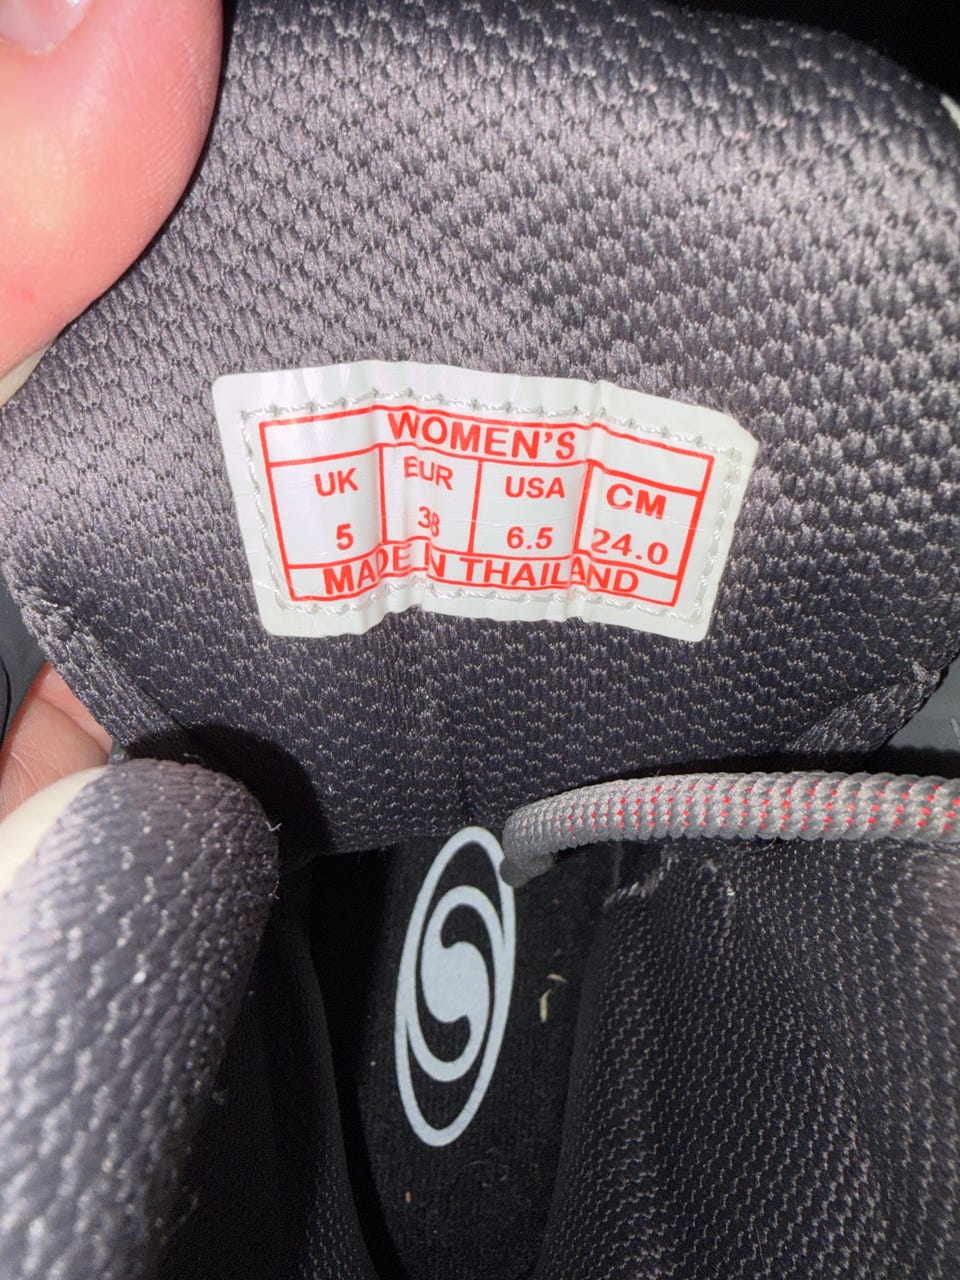 WOMEN'S
UK EUR USA CM
5 38 6.5 24.0
MADE IN THAILAND